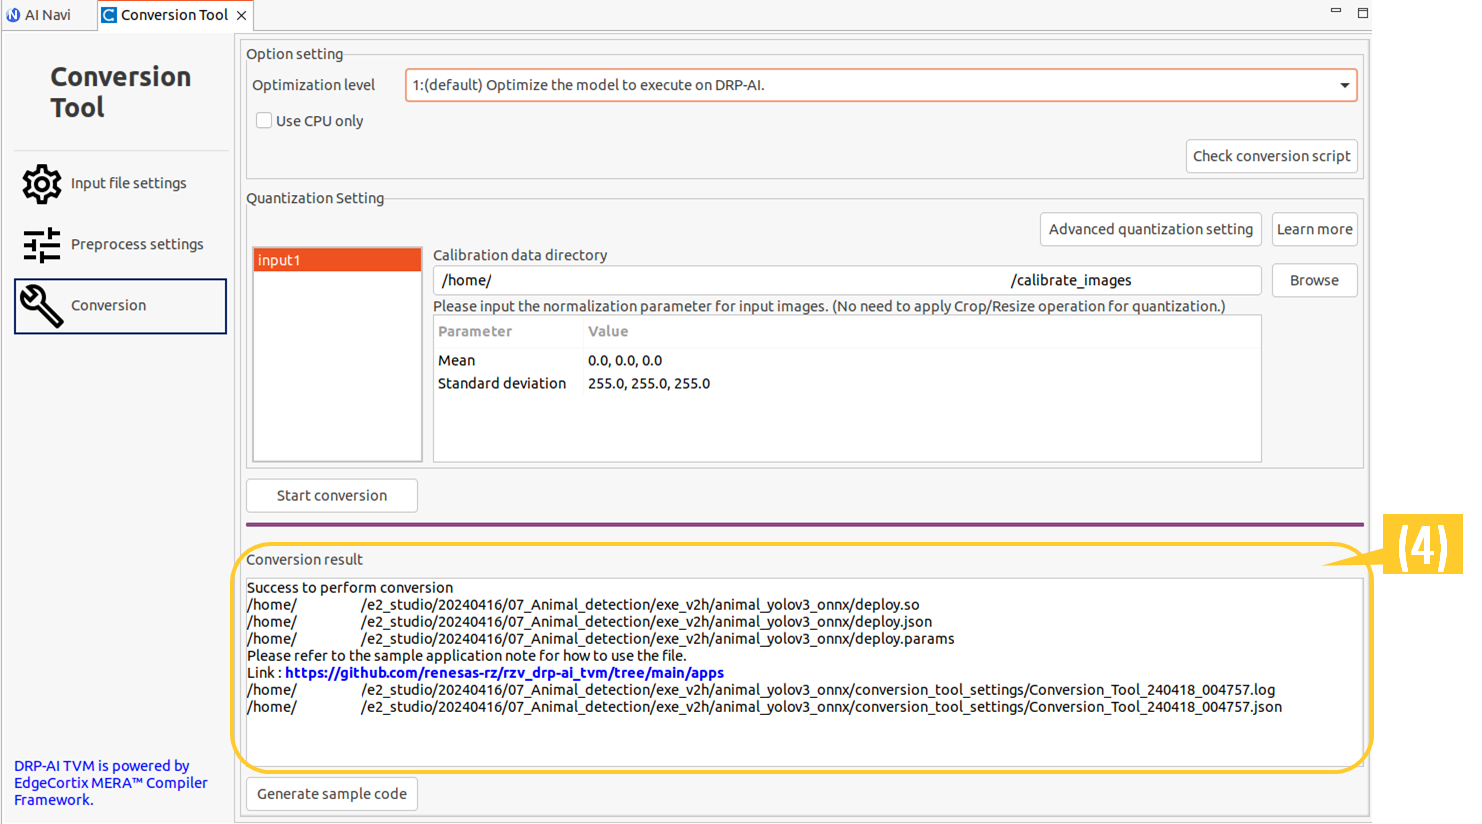 AI Navi
Conversion Tool
Conversion
Tool
Input file settings
Preprocess settings
Conversion
DRP-AI TVM is powered by
EdgeCortix MERA™ Compiler
Framework.
Option setting
Optimization level
1:(default) Optimize the model to execute on DRP-AI.
Use CPU only
Check conversion script
Quantization Setting
Advanced quantization setting
Learn more
input1
Calibration data directory
/home/ /calibrate_images
Browse
Please input the normalization parameter for input images. (No need to apply Crop/Resize operation for quantization.)
Parameter Value
Mean 0.0, 0.0, 0.0
Standard deviation 255.0, 255.0, 255.0
Start conversion
(4)
Conversion result
Success to perform conversion
/home/ /e2_studio/20240416/07_Animal_detection/exe_v2h/animal_yolov3_onnx/deploy.so
/home/ /e2_studio/20240416/07_Animal_detection/exe_v2h/animal_yolov3_onnx/deploy.json
/home/ /e2_studio/20240416/07_Animal_detection/exe_v2h/animal_yolov3_onnx/deploy.params
Please refer to the sample application note for how to use the file.
Link : https://github.com/renesas-rz/rzv_drp-ai_tvm/tree/main/apps
/home/ /e2_studio/20240416/07_Animal_detection/exe_v2h/animal_yolov3_onnx/conversion_tool_settings/Conversion_Tool_240418_004757.log
/home/ /e2_studio/20240416/07_Animal_detection/exe_v2h/animal_yolov3_onnx/conversion_tool_settings/Conversion_Tool_240418_004757.json
Generate sample code